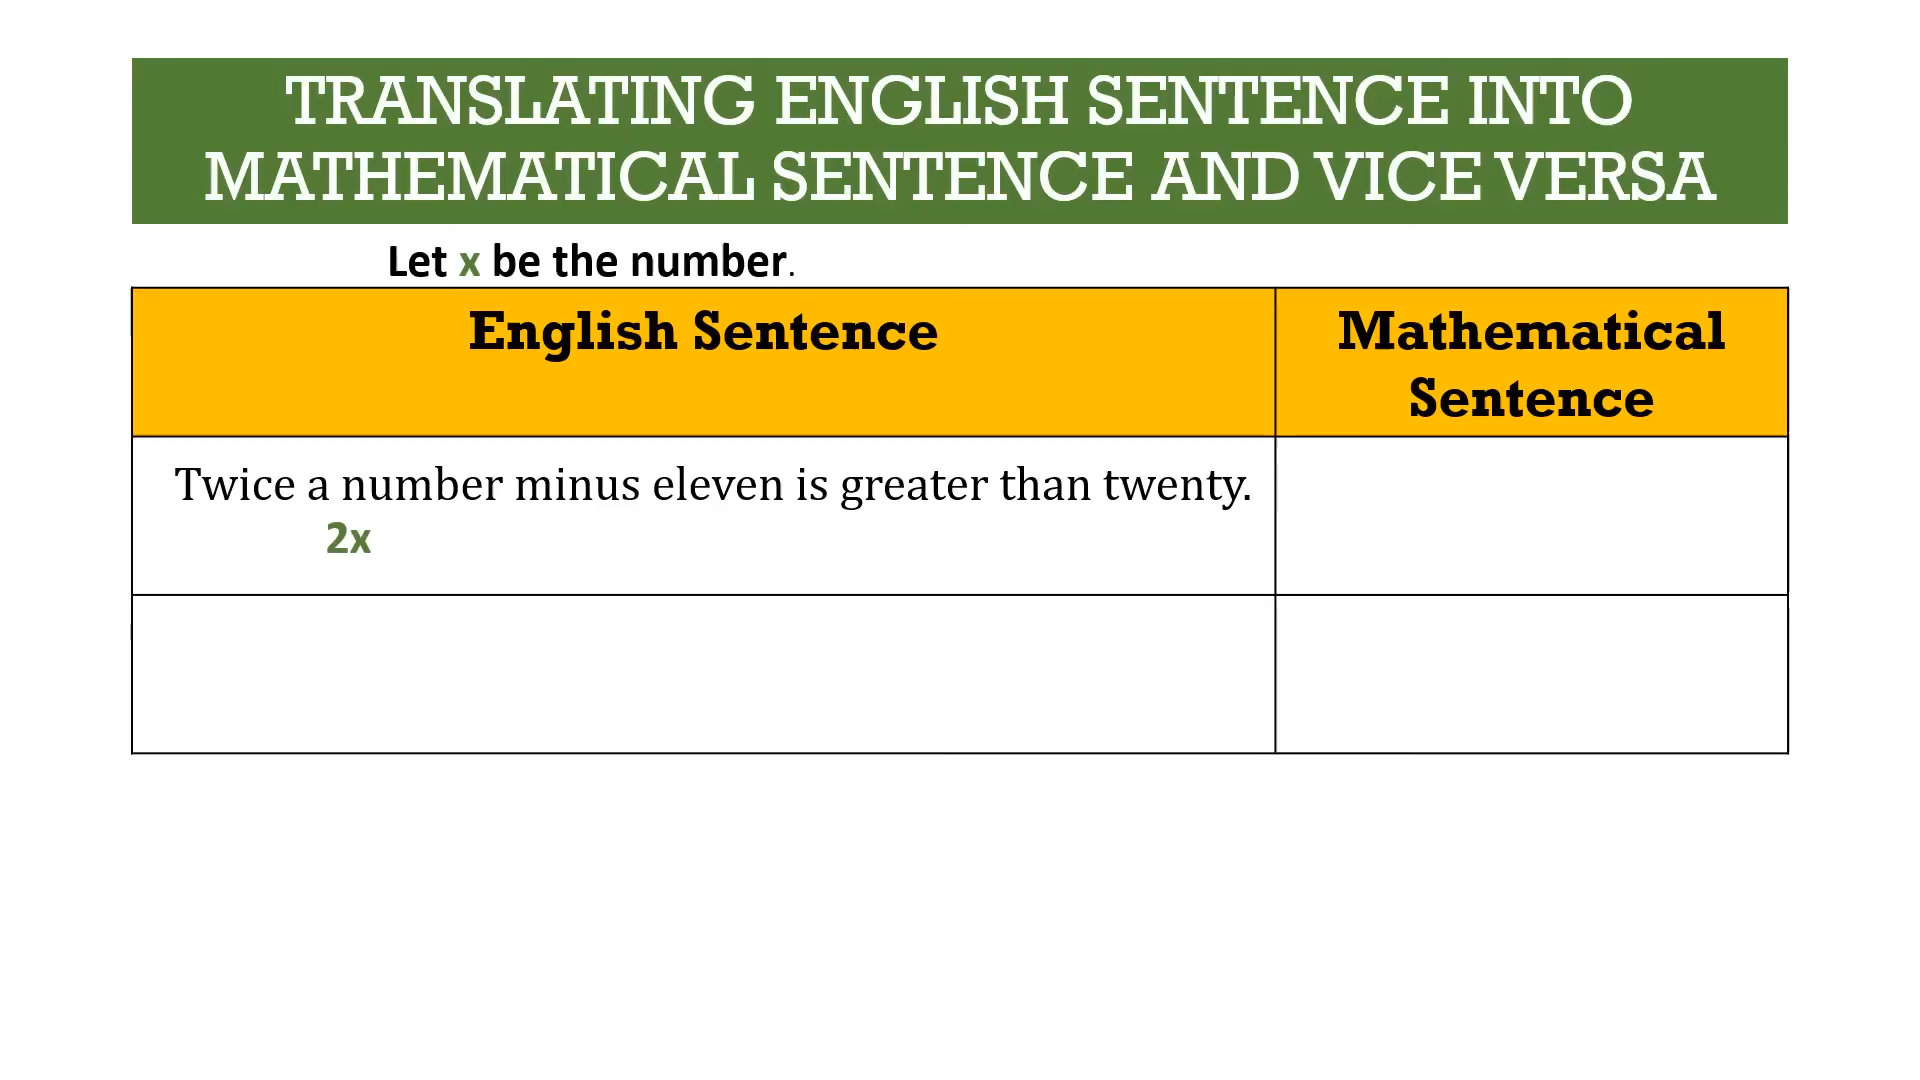 TRANSLATING ENGLISH SENTENCE INTO
MATHEMATICAL SENTENCE AND VICE VERSA
Let x be the number.
English Sentence
Mathematical
Sentence
Twice a number minus eleven is greater than twenty.
2x